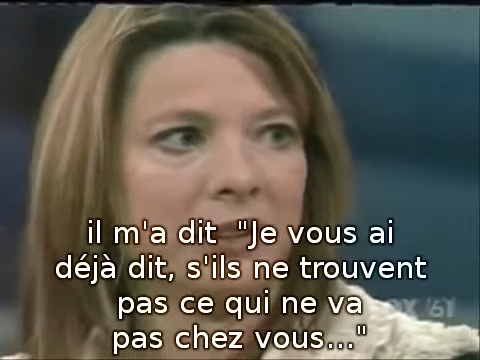 il m'a dit  "Je vous ai
déjà dit, s'ils ne trouvent
pas ce qui ne va
pas chez vous..."